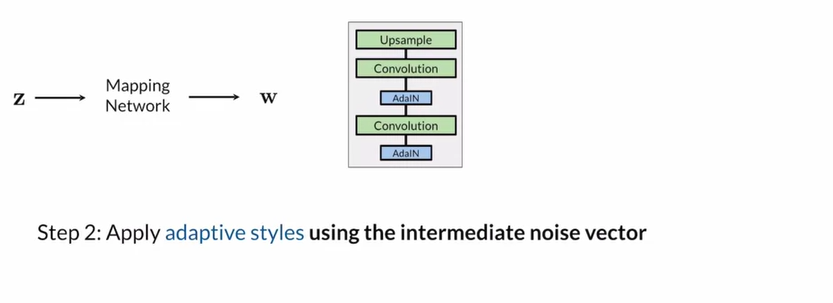 z
Mapping
Network
w
Upsample
Convolution
AdaIN
Convolution
AdaIN
Step 2: Apply adaptive styles using the intermediate noise vector